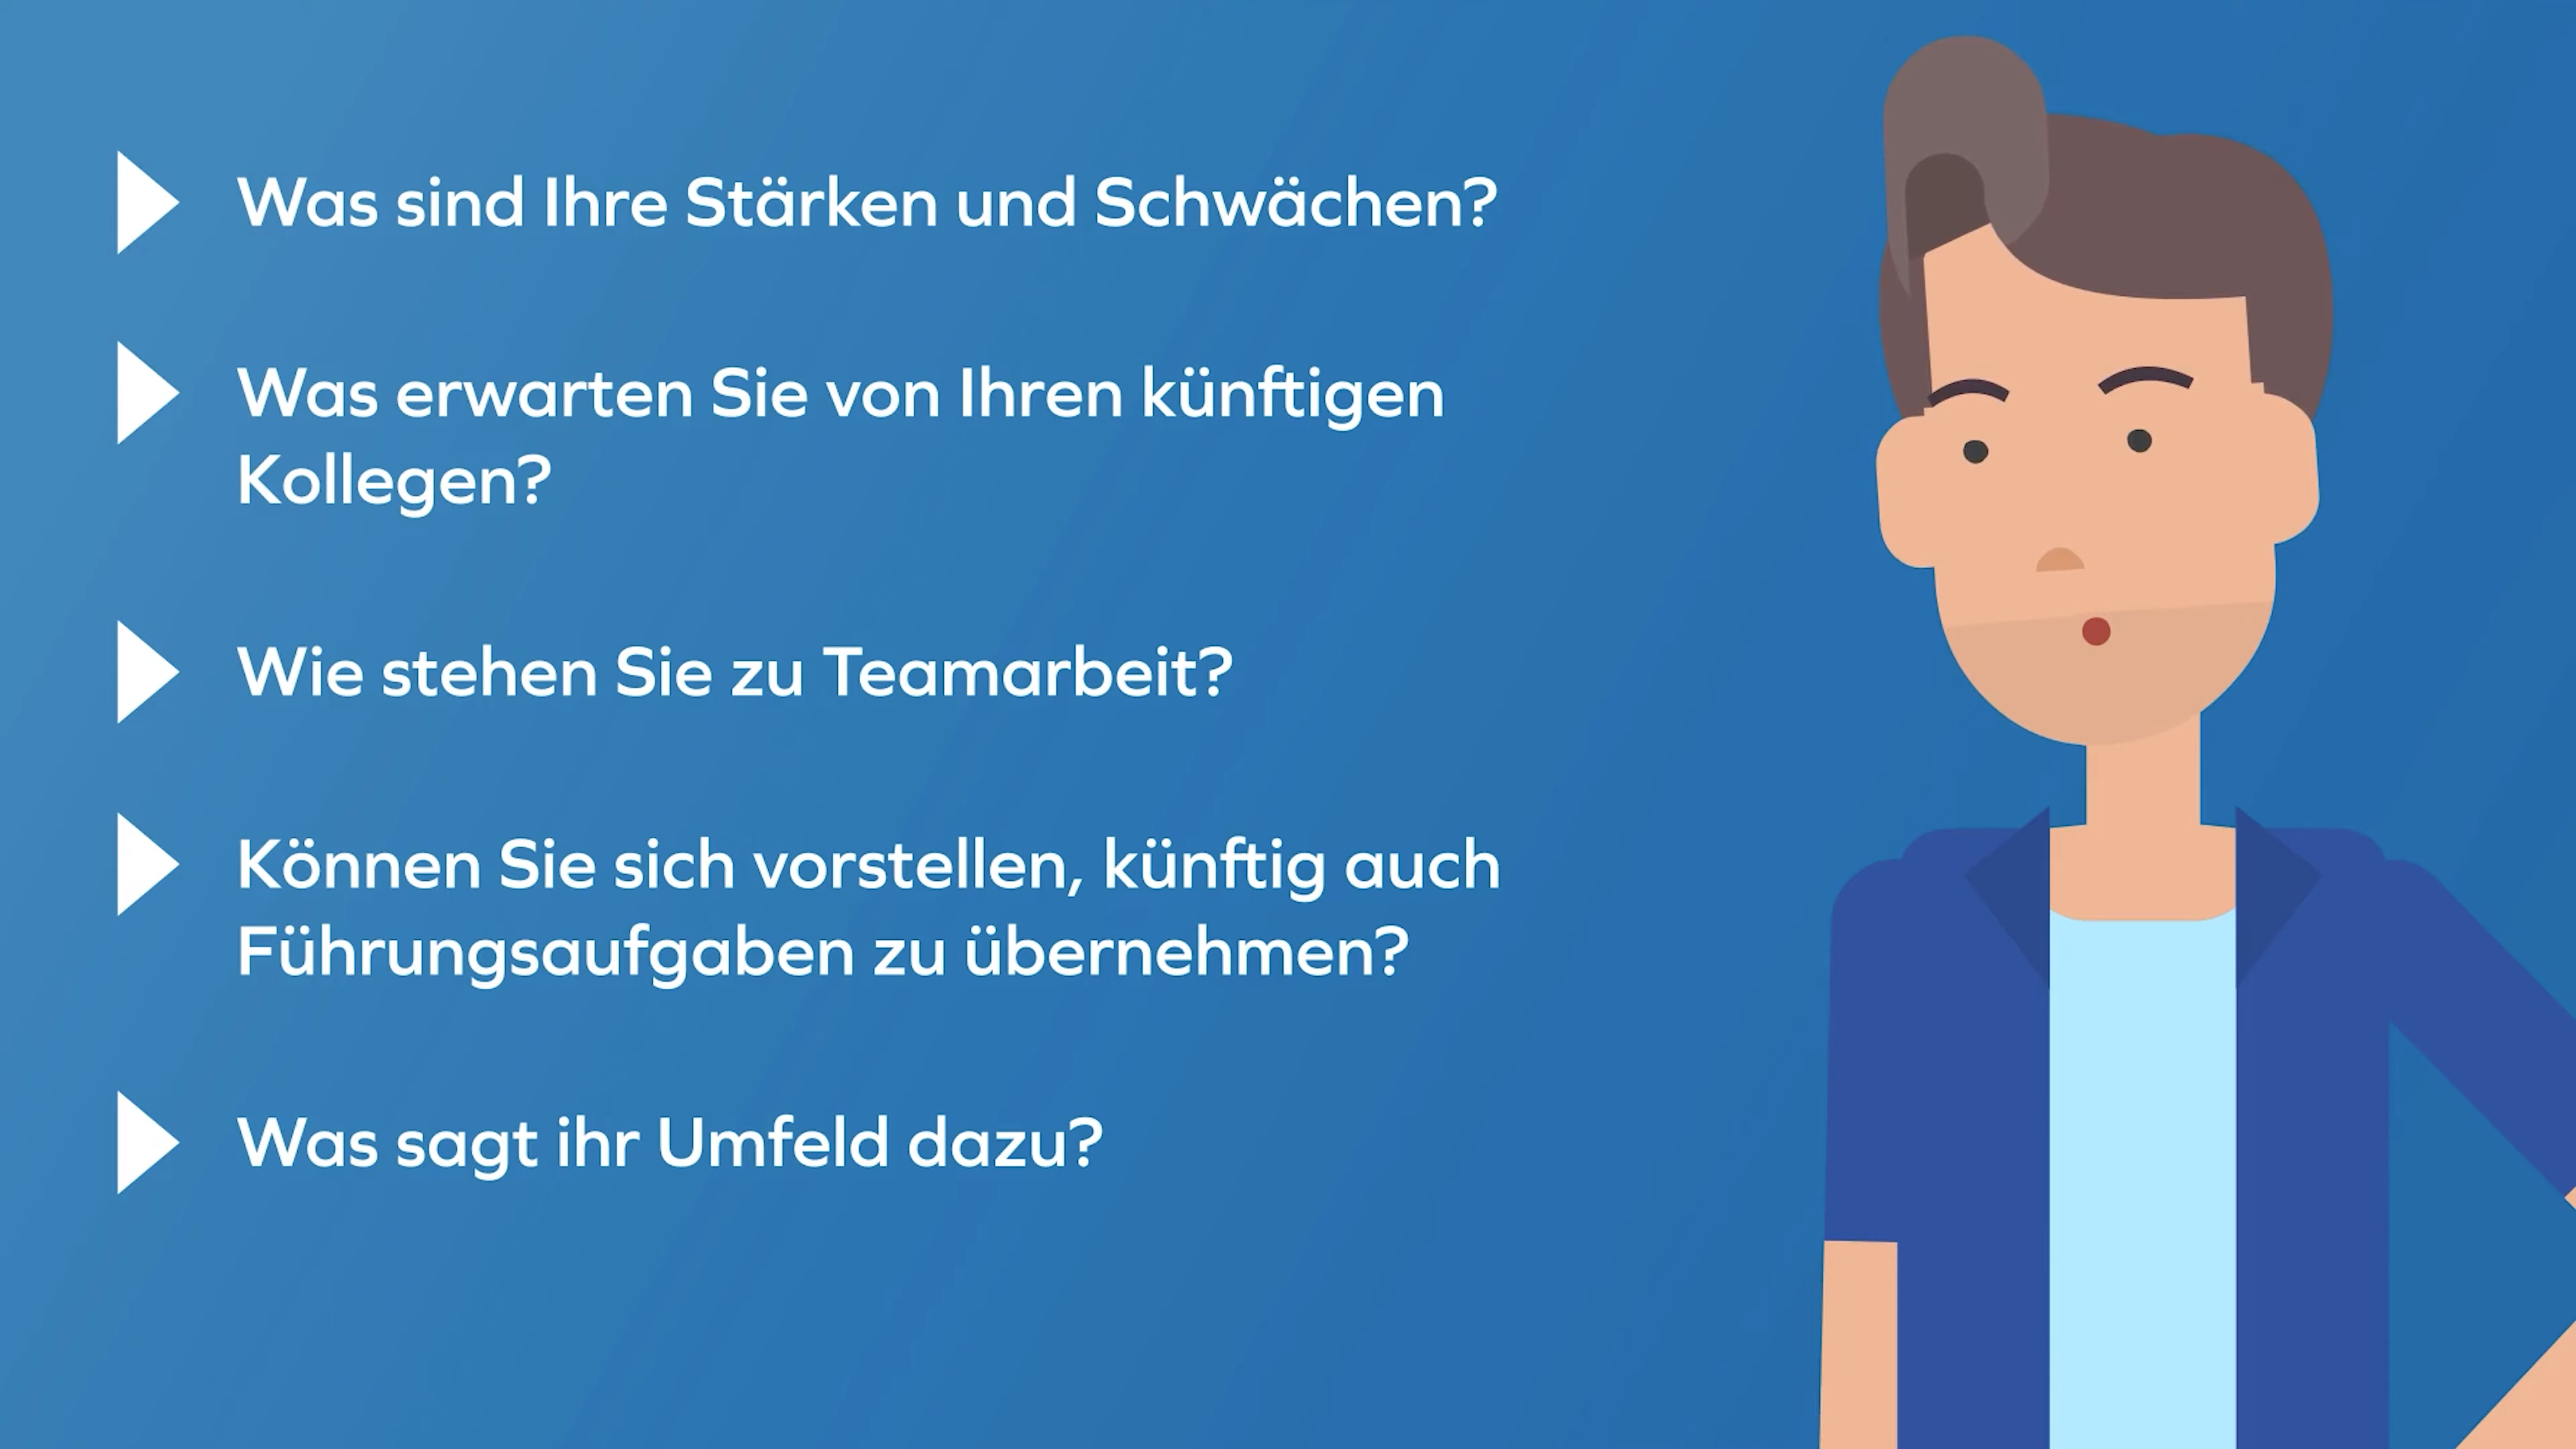 Was sind Ihre Stärken und Schwächen?
Was erwarten Sie von Ihren künftigen
Kollegen?
Wie stehen Sie zu Teamarbeit?
Können Sie sich vorstellen, künftig auch
Führungsaufgaben zu übernehmen?
Was sagt ihr Umfeld dazu?